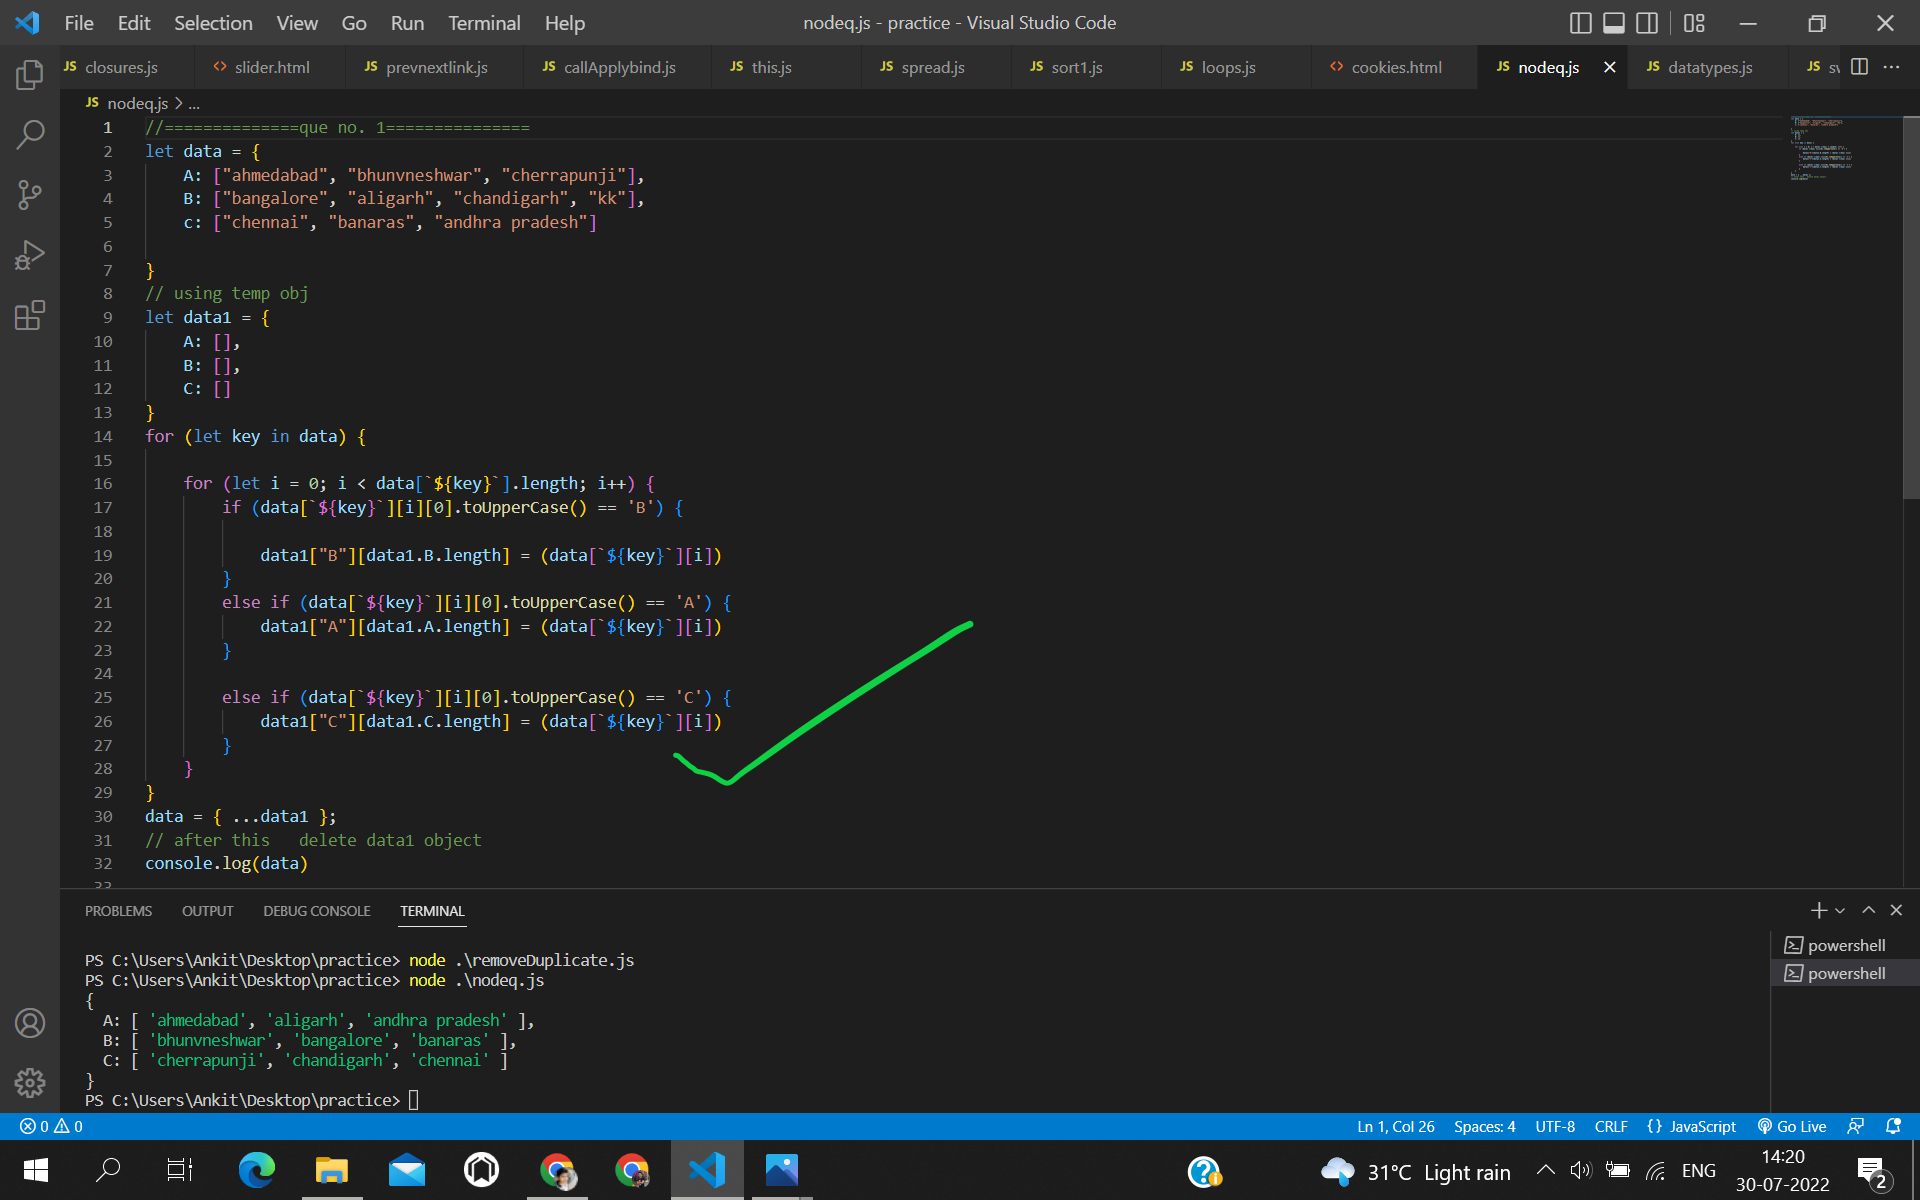 File Edit Selection View Go Run Terminal Help nodeq.js - practice - Visual Studio Code
JS closures.js <> slider.html JS prevnextlink.js JS callApplybind.js JS this.js JS spread.js JS sort1.js JS loops.js <> cookies.html JS nodeq.js JS datatypes.js JS
JS nodeq.js > ...
1 //==============que no. 1===============
2 let data = {
3     A: ["ahmedabad", "bhunvneshwar", "cherrapunji"],
4     B: ["bangalore", "aligarh", "chandigarh", "kk"],
5     c: ["chennai", "banaras", "andhra pradesh"]
6
7 }
8 // using temp obj
9 let data1 = {
10     A: [],
11     B: [],
12     C: []
13 }
14 for (let key in data) {
15
16     for (let i = 0; i < data[`${key}`].length; i++) {
17         if (data[`${key}`][i][0].toUpperCase() == 'B') {
18
19             data1["B"][data1.B.length] = (data[`${key}`][i])
20         }
21         else if (data[`${key}`][i][0].toUpperCase() == 'A') {
22             data1["A"][data1.A.length] = (data[`${key}`][i])
23         }
24
25         else if (data[`${key}`][i][0].toUpperCase() == 'C') {
26             data1["C"][data1.C.length] = (data[`${key}`][i])
27         }
28     }
29 }
30 data = { ...data1 };
31 // after this   delete data1 object
32 console.log(data)
33
PROBLEMS OUTPUT DEBUG CONSOLE TERMINAL
powershell
powershell
PS C:\Users\Ankit\Desktop\practice> node .\removeDuplicate.js
PS C:\Users\Ankit\Desktop\practice> node .\nodeq.js
{
  A: [ 'ahmedabad', 'aligarh', 'andhra pradesh' ],
  B: [ 'bhunvneshwar', 'bangalore', 'banaras' ],
  C: [ 'cherrapunji', 'chandigarh', 'chennai' ]
}
PS C:\Users\Ankit\Desktop\practice>
0 0 Ln 1, Col 26 Spaces: 4 UTF-8 CRLF {} JavaScript Go Live
31°C Light rain ENG 14:20
30-07-2022 2